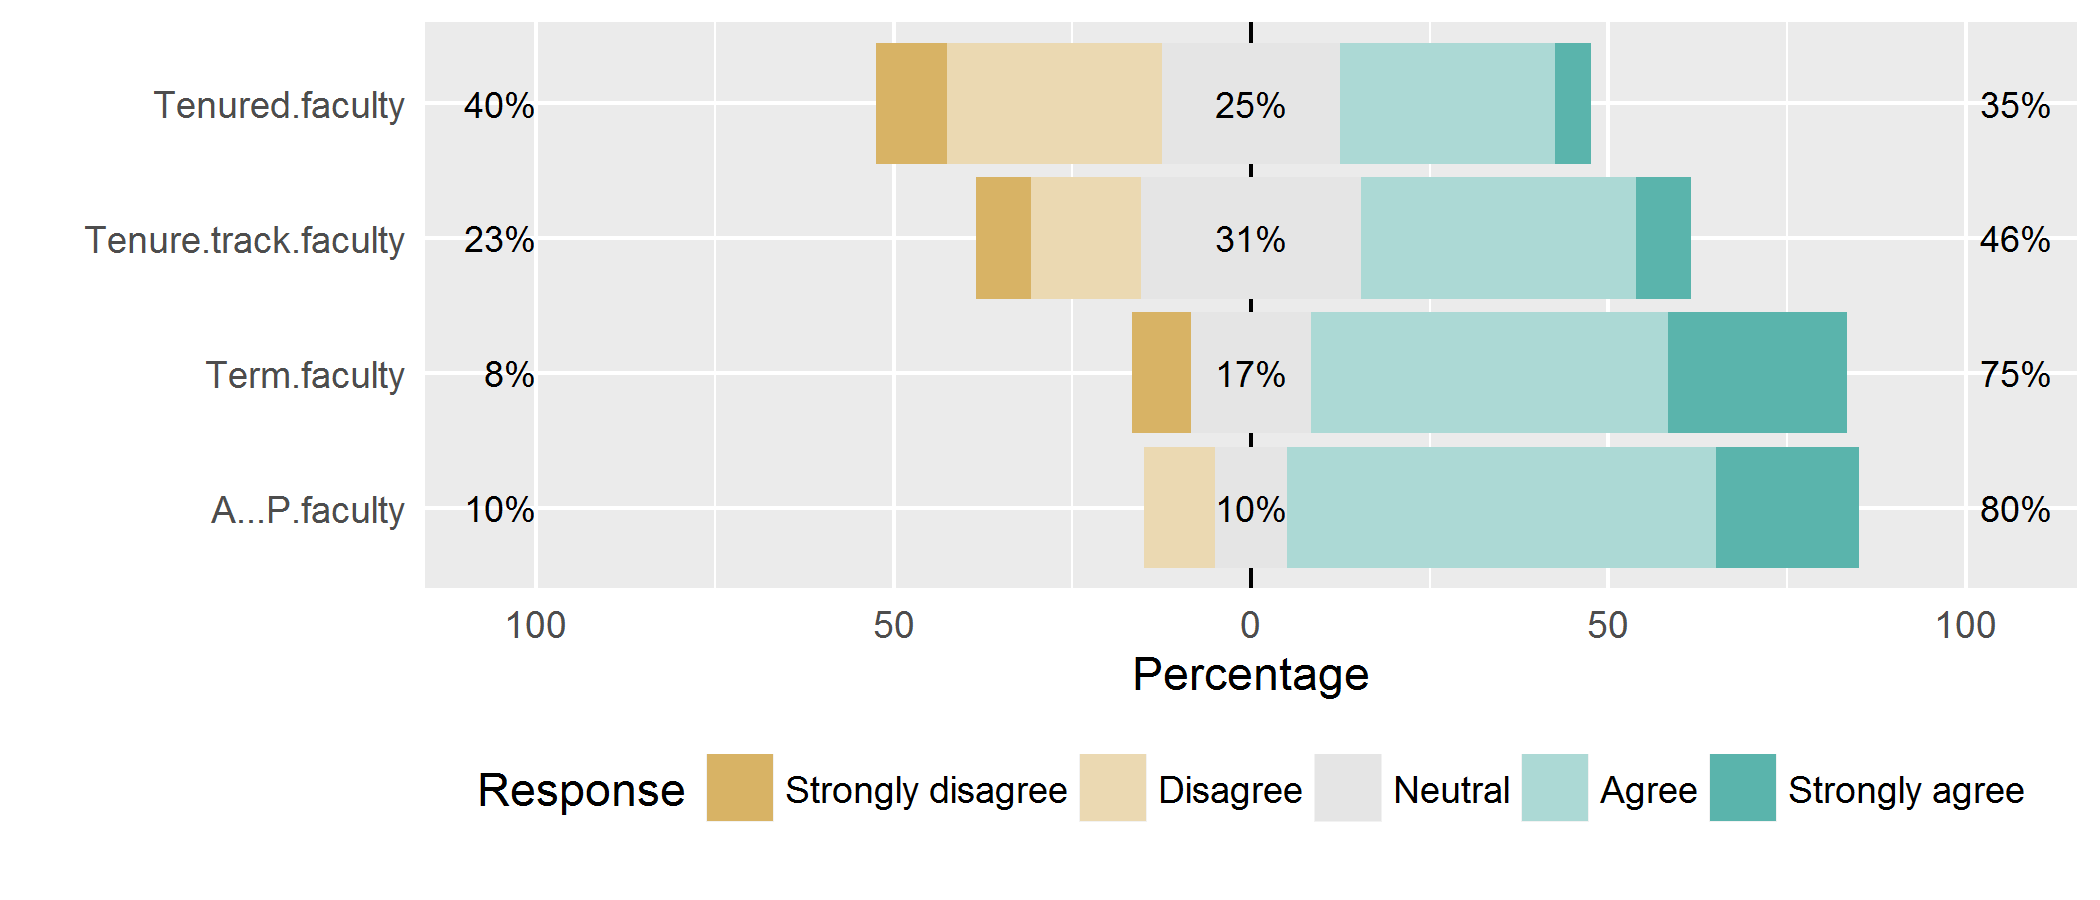 Tenured.faculty 40% 25% 35%
Tenure.track.faculty 23% 31% 46%
Term.faculty 8% 17% 75%
A...P.faculty 10% 10% 80%
100 50 0 50 100
Percentage
Response Strongly disagree Disagree Neutral Agree Strongly agree